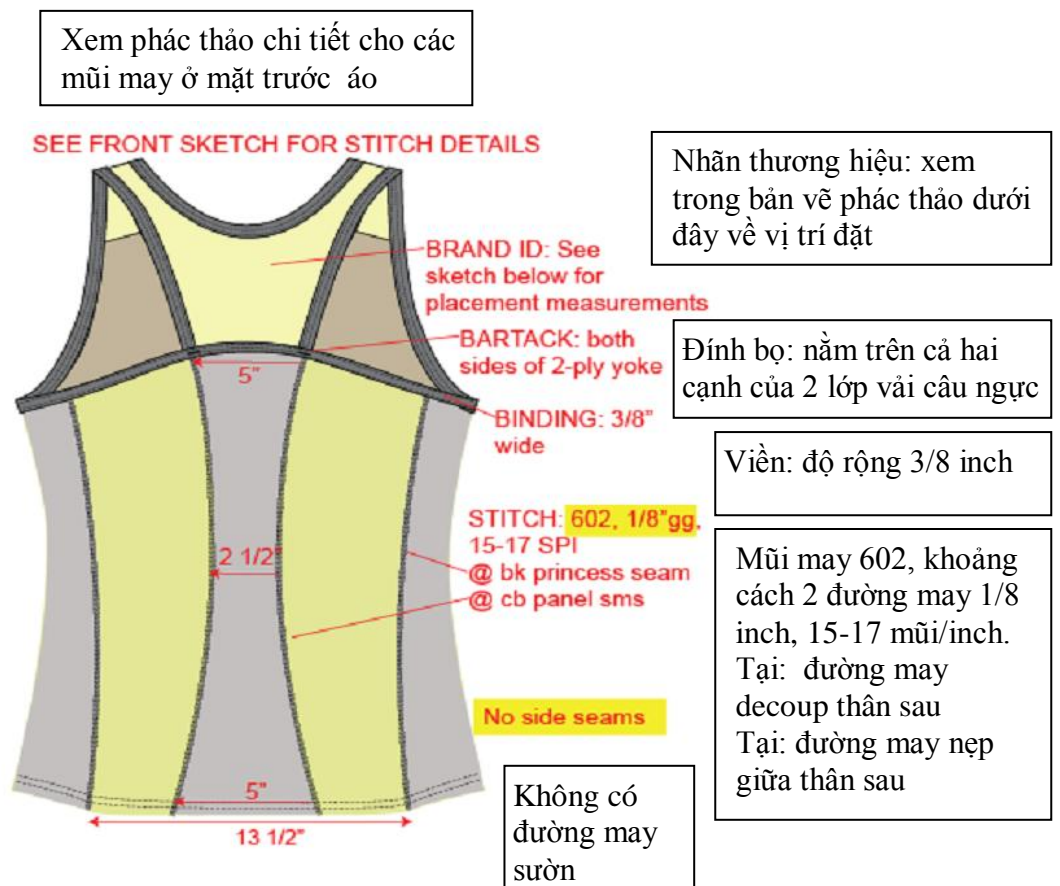 Xem phác thảo chi tiết cho các
mũi may ở mặt trước áo
SEE FRONT SKETCH FOR STITCH DETAILS
BRAND ID: See
sketch below for
placement measurements
Nhãn thương hiệu: xem
trong bản vẽ phác thảo dưới
đây về vị trí đặt
BARTACK: both
sides of 2-ply yoke
Đính bọ: nằm trên cả hai
cạnh của 2 lớp vải câu ngực
5"
BINDING: 3/8"
wide
Viền: độ rộng 3/8 inch
STITCH: 602, 1/8"gg,
15-17 SPI
@ bk princess seam
@ cb panel sms
2 1/2"
Mũi may 602, khoảng
cách 2 đường may 1/8
inch, 15-17 mũi/inch.
Tại: đường may
decoup thân sau
Tại: đường may nẹp
giữa thân sau
No side seams
Không có
đường may
sườn
5"
13 1/2"